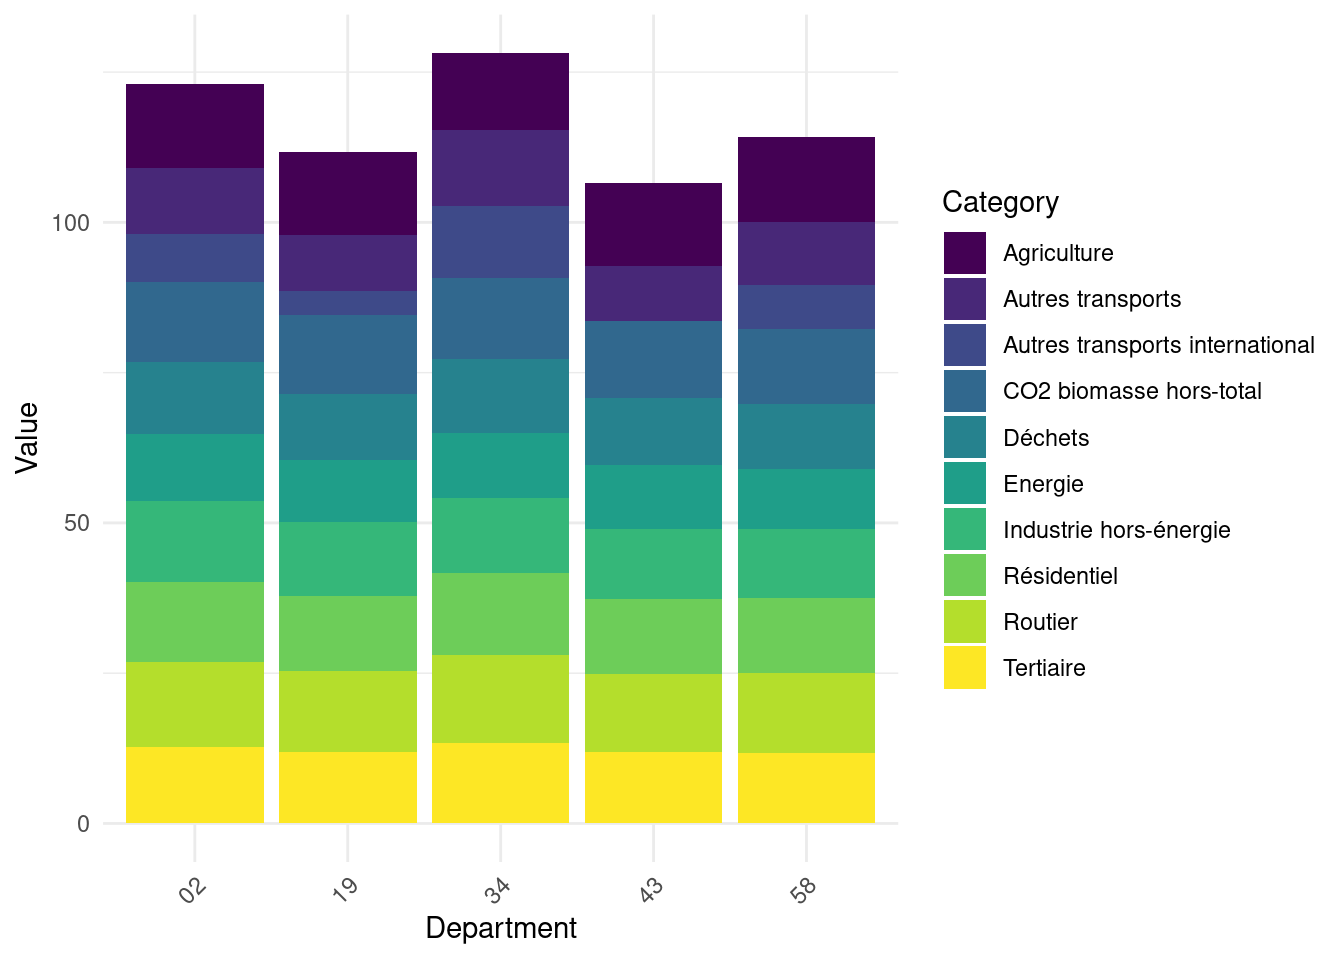 Value
100
50
0
02
19
34
43
58
Department
Category
Agriculture
Autres transports
Autres transports international
CO2 biomasse hors-total
Déchets
Energie
Industrie hors-énergie
Résidentiel
Routier
Tertiaire